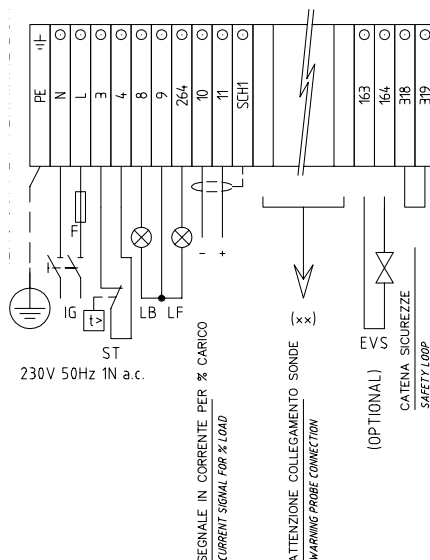 PE
N
L
3
4
8
9
264
10
11
SCH1
163
164
318
319
F
IG
t>
ST
LB
LF
-
+
230V 50Hz 1N a.c.
SEGNALE IN CORRENTE PER % CARICO
CURRENT SIGNAL FOR % LOAD
(xx)
ATTENZIONE COLLEGAMENTO SONDE
WARNING PROBE CONNECTION
EVS
(OPTIONAL)
CATENA SICUREZZE
SAFETY LOOP